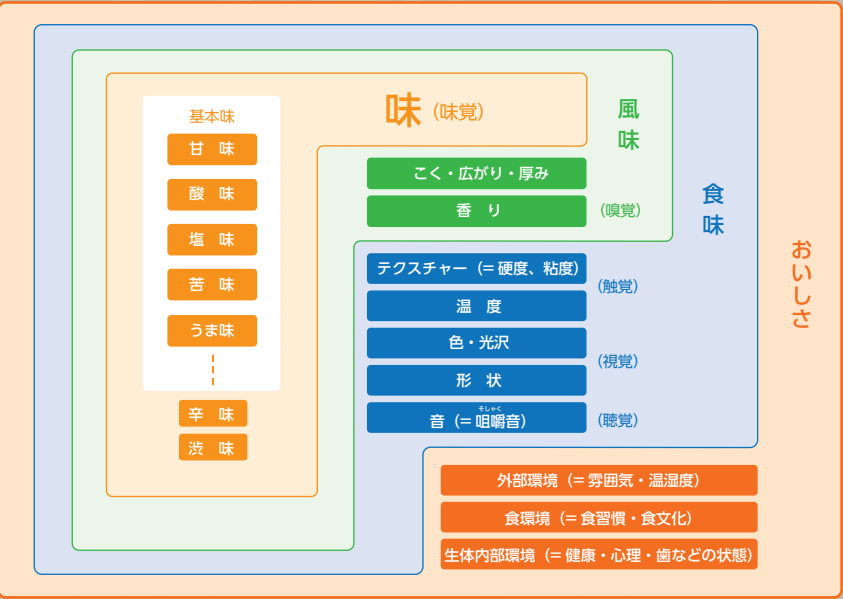 味（味覚）
基本味
甘 味
酸 味
塩 味
苦 味
うま味
辛 味
渋 味
風味
こく・広がり・厚み
香 り
（嗅覚）
食味
テクスチャー（＝硬度、粘度）
（触覚）
温 度
色・光沢
（視覚）
形 状
そしゃく
音（＝咀嚼音）
（聴覚）
おいしさ
外部環境（＝雰囲気・温湿度）
食環境（＝食習慣・食文化）
生体内部環境（＝健康・心理・歯などの状態）